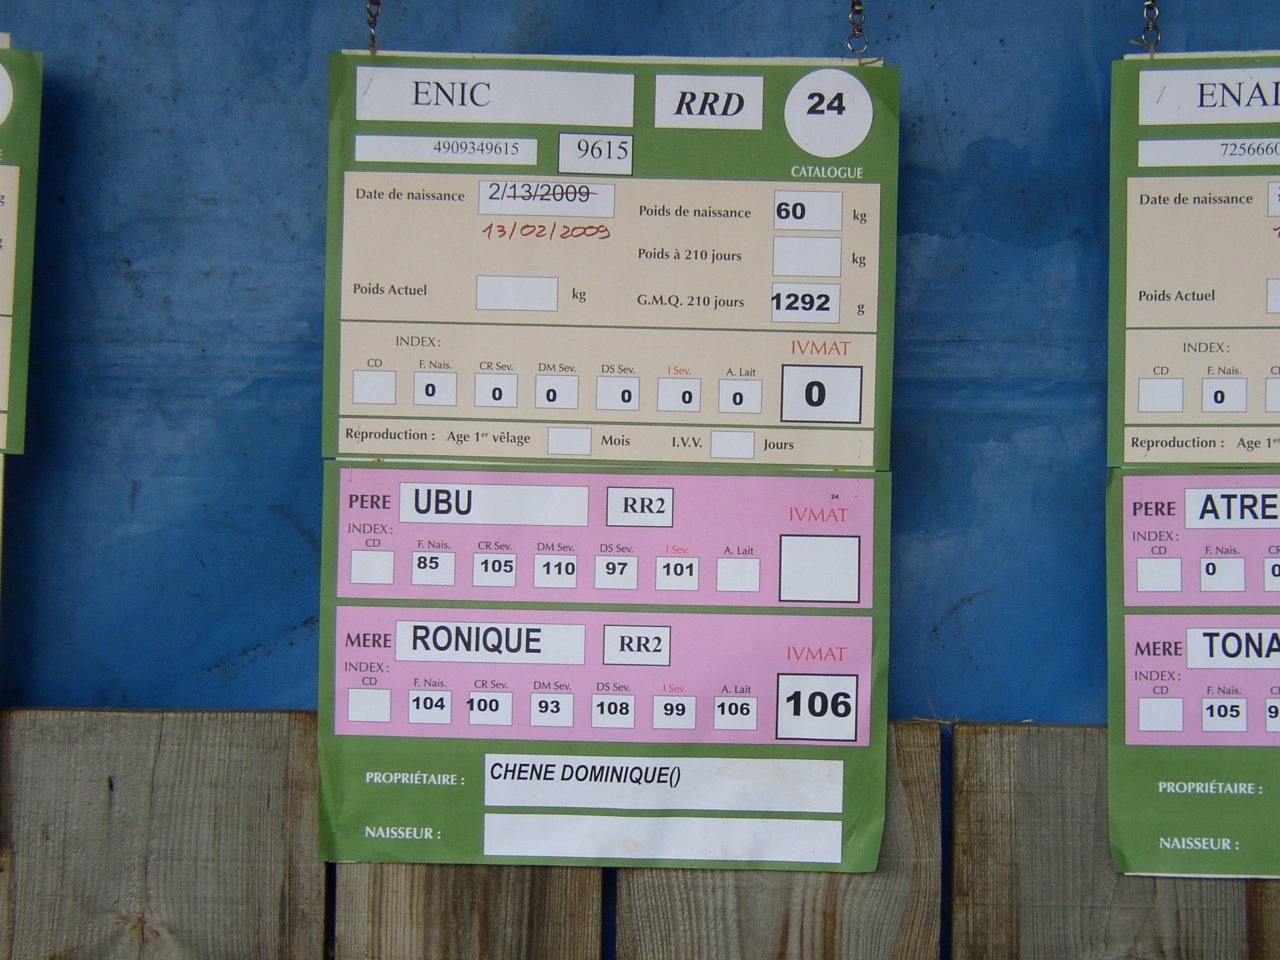 ENIC RRD 24
4909349615 9615 CATALOGUE
Date de naissance 2/13/2009 Poids de naissance 60 kg
13/02/2009
Poids à 210 jours kg
Poids Actuel kg G.M.Q. 210 jours 1292 g
INDEX: IVMAT
CD F. Nais. CR Sev. DM Sev. DS Sev. I Sev. A. Lait
0 0 0 0 0 0 0
Reproduction : Age 1er vêlage Mois I.V.V. Jours
24
PERE UBU RR2 IVMAT
INDEX:
CD F. Nais. CR Sev. DM Sev. DS Sev. I Sev. A. Lait
85 105 110 97 101
MERE RONIQUE RR2 IVMAT
INDEX:
CD F. Nais. CR Sev. DM Sev. DS Sev. I Sev. A. Lait
104 100 93 108 99 106 106
PROPRIÉTAIRE : CHENE DOMINIQUE()
NAISSEUR :
ENAI
725666
Date de naissance
Poids Actuel
INDEX:
CD F. Nais.
0
Reproduction : Age 1er
PERE ATRE
INDEX:
CD F. Nais.
0
MERE TONA
INDEX:
CD F. Nais.
105
PROPRIÉTAIRE :
NAISSEUR :